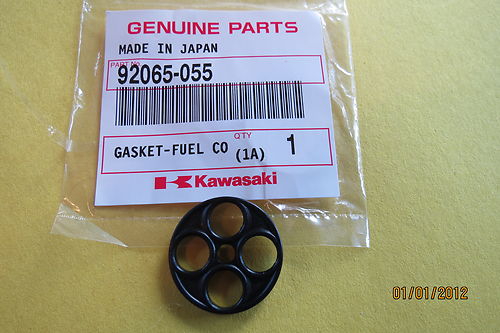 GENUINE PARTS
MADE IN JAPAN
PART No.
92065-055
GASKET-FUEL CO
QTY
(1A)
1
Kawasaki
01/01/2012